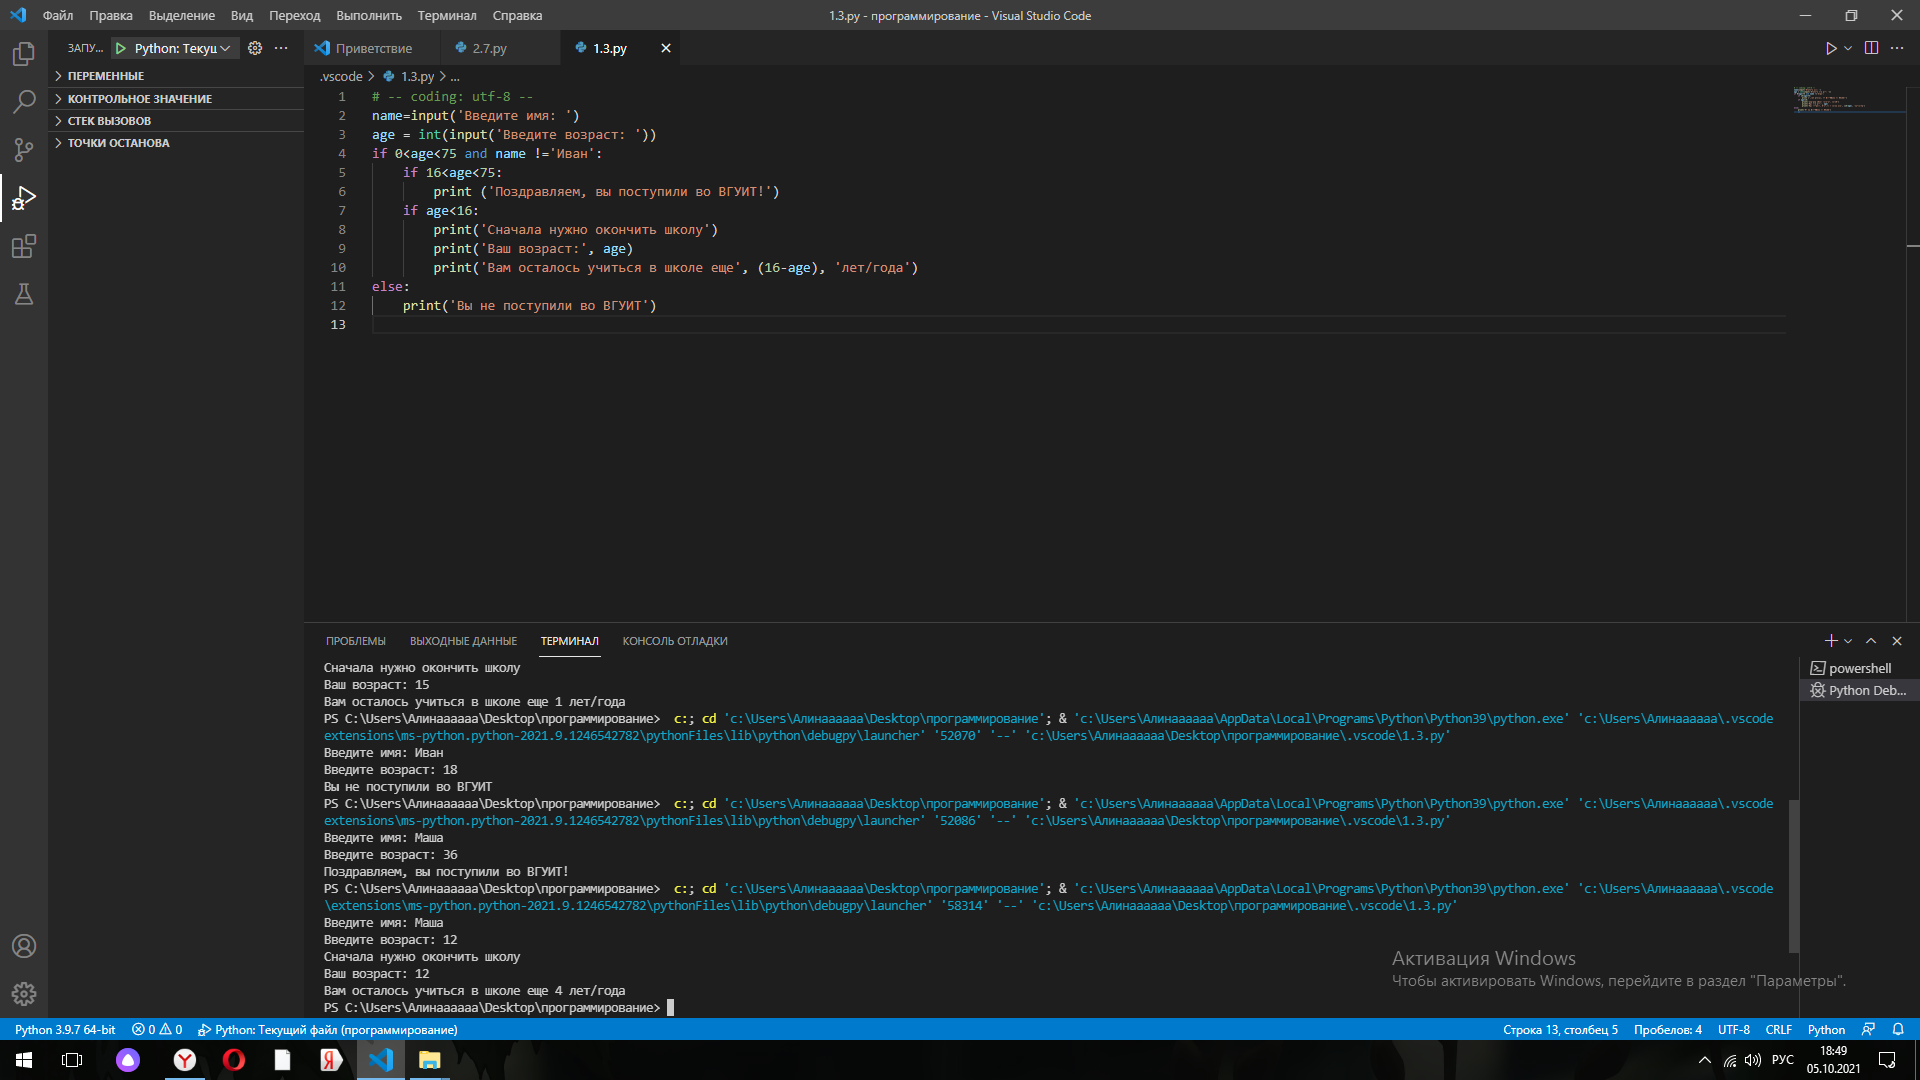 Файл Правка Выделение Вид Переход Выполнить Терминал Справка 1.3.py - программирование - Visual Studio Code
ЗАПУ... Python: Текущ Приветствие 2.7.py 1.3.py
ПЕРЕМЕННЫЕ
КОНТРОЛЬНОЕ ЗНАЧЕНИЕ
СТЕК ВЫЗОВОВ
ТОЧКИ ОСТАНОВА
.vscode > 1.3.py > ...
1 # -- coding: utf-8 --
2 name=input('Введите имя: ')
3 age = int(input('Введите возраст: '))
4 if 0<age<75 and name !='Иван':
5 if 16<age<75:
6 print ('Поздравляем, вы поступили во ВГУИТ!')
7 if age<16:
8 print('Сначала нужно окончить школу')
9 print('Ваш возраст:', age)
10 print('Вам осталось учиться в школе еще', (16-age), 'лет/года')
11 else:
12 print('Вы не поступили во ВГУИТ')
13
ПРОБЛЕМЫ ВЫХОДНЫЕ ДАННЫЕ ТЕРМИНАЛ КОНСОЛЬ ОТЛАДКИ
powershell
Python Deb...
Сначала нужно окончить школу
Ваш возраст: 15
Вам осталось учиться в школе еще 1 лет/года
PS C:\Users\Алинаааааа\Desktop\программирование> c:; cd 'c:\Users\Алинаааааа\Desktop\программирование'; & 'c:\Users\Алинаааааа\AppData\Local\Programs\Python\Python39\python.exe' 'c:\Users\Алинаааааа\.vscode
extensions\ms-python.python-2021.9.1246542782\pythonFiles\lib\python\debugpy\launcher' '52070' '--' 'c:\Users\Алинаааааа\Desktop\программирование\.vscode\1.3.py'
Введите имя: Иван
Введите возраст: 18
Вы не поступили во ВГУИТ
PS C:\Users\Алинаааааа\Desktop\программирование> c:; cd 'c:\Users\Алинаааааа\Desktop\программирование'; & 'c:\Users\Алинаааааа\AppData\Local\Programs\Python\Python39\python.exe' 'c:\Users\Алинаааааа\.vscode
extensions\ms-python.python-2021.9.1246542782\pythonFiles\lib\python\debugpy\launcher' '52086' '--' 'c:\Users\Алинаааааа\Desktop\программирование\.vscode\1.3.py'
Введите имя: Маша
Введите возраст: 36
Поздравляем, вы поступили во ВГУИТ!
PS C:\Users\Алинаааааа\Desktop\программирование> c:; cd 'c:\Users\Алинаааааа\Desktop\программирование'; & 'c:\Users\Алинаааааа\AppData\Local\Programs\Python\Python39\python.exe' 'c:\Users\Алинаааааа\.vscode
\extensions\ms-python.python-2021.9.1246542782\pythonFiles\lib\python\debugpy\launcher' '58314' '--' 'c:\Users\Алинаааааа\Desktop\программирование\.vscode\1.3.py'
Введите имя: Маша
Введите возраст: 12
Сначала нужно окончить школу
Ваш возраст: 12
Вам осталось учиться в школе еще 4 лет/года
PS C:\Users\Алинаааааа\Desktop\программирование>
Активация Windows
Чтобы активировать Windows, перейдите в раздел "Параметры".
Python 3.9.7 64-bit 0 0 Python: Текущий файл (программирование) Строка 13, столбец 5 Пробелов: 4 UTF-8 CRLF Python
РУС 18:49
05.10.2021